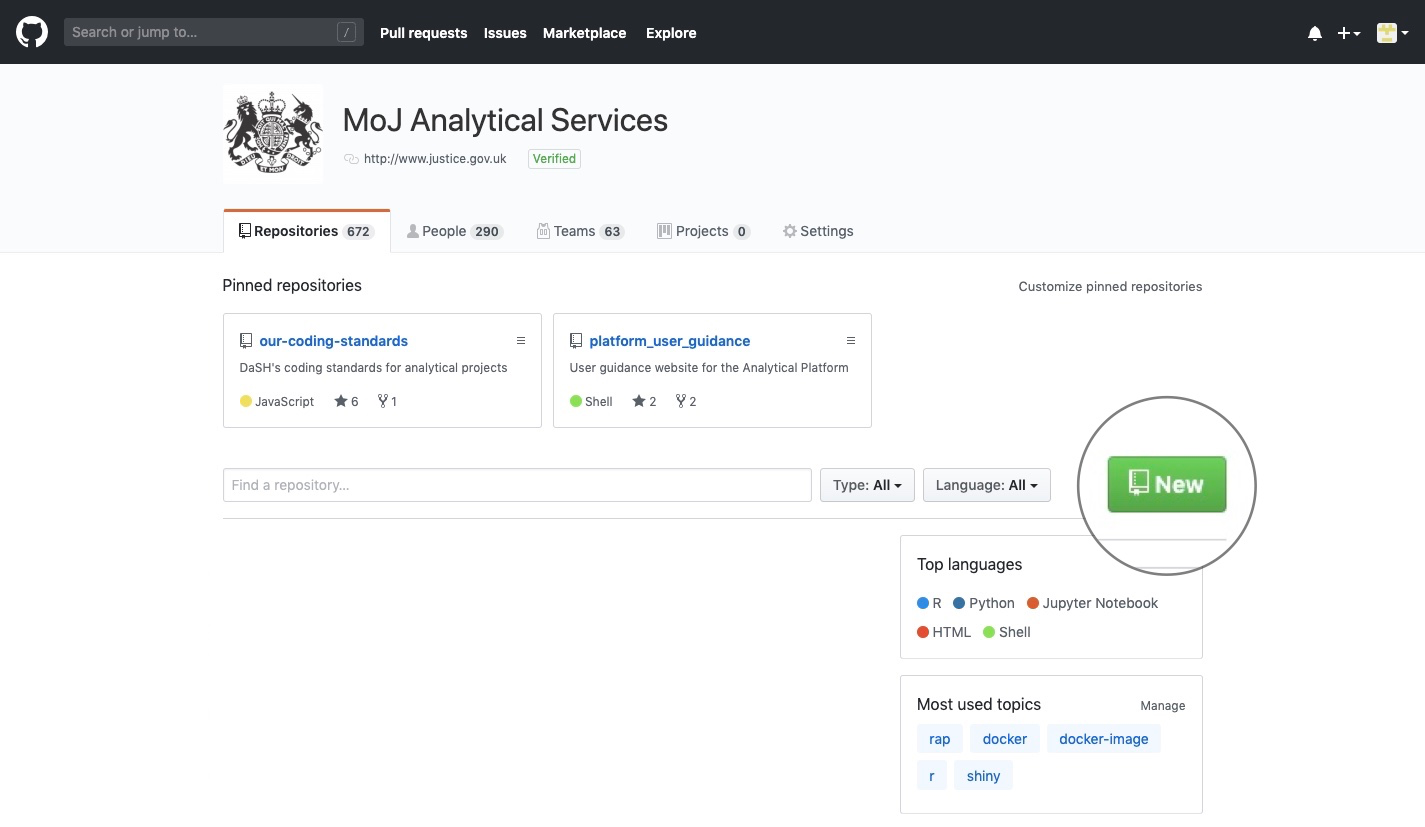 Search or jump to... /
Pull requests Issues Marketplace Explore
MoJ Analytical Services
http://www.justice.gov.uk Verified
Repositories 672 People 290 Teams 63 Projects 0 Settings
Pinned repositories Customize pinned repositories
our-coding-standards
DaSH's coding standards for analytical projects
JavaScript 6 1
platform_user_guidance
User guidance website for the Analytical Platform
Shell 2 2
Find a repository... Type: All Language: All New
Top languages
R Python Jupyter Notebook
HTML Shell
Most used topics Manage
rap docker docker-image
r shiny